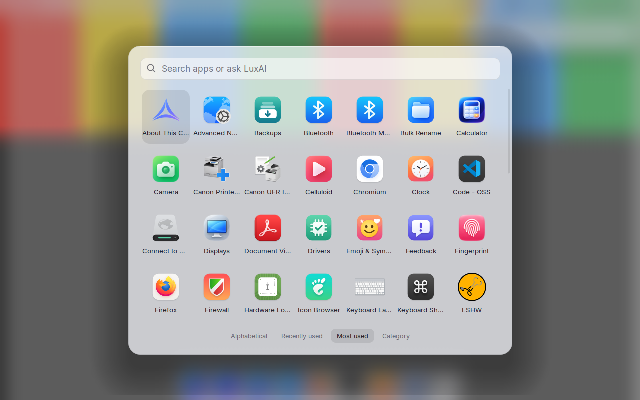 Search apps or ask LuxAI
About This C...
Advanced N...
Backups
Bluetooth
Bluetooth M...
Bulk Rename
Calculator
Camera
Canon Printe...
Canon UFR I...
Celluloid
Chromium
Clock
Code - OSS
Connect to ...
Displays
Document Vi...
Drivers
Emoji & Sym...
Feedback
Fingerprint
Firefox
Firewall
Hardware Lo...
Icon Browser
Keyboard La...
Keyboard Sh...
LSHW
Alphabetical
Recently used
Most used
Category